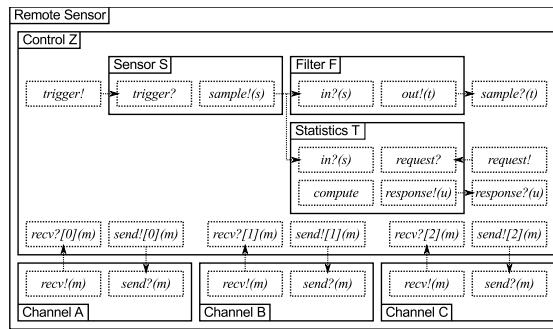 Remote Sensor
Control Z
Sensor S
Filter F
trigger!
trigger?
sample!(s)
in?(s)
out!(t)
sample?(t)
Statistics T
in?(s)
request?
request!
compute
response!(u)
response?(u)
recv?[0](m)
send![0](m)
recv?[1](m)
send![1](m)
recv?[2](m)
send![2](m)
recv!(m)
send?(m)
recv!(m)
send?(m)
recv!(m)
send?(m)
Channel A
Channel B
Channel C